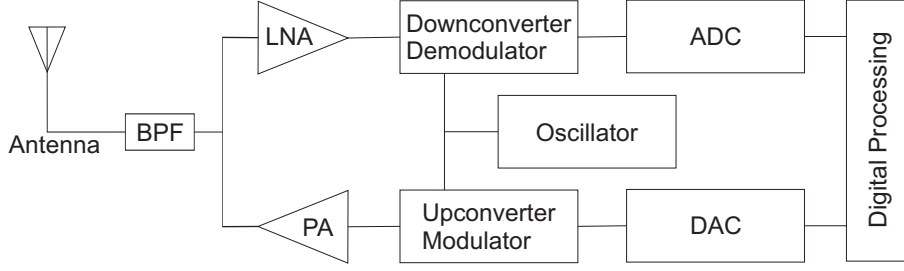 LNA
Downconverter
Demodulator
ADC
Antenna
BPF
Oscillator
PA
Upconverter
Modulator
DAC
Digital Processing